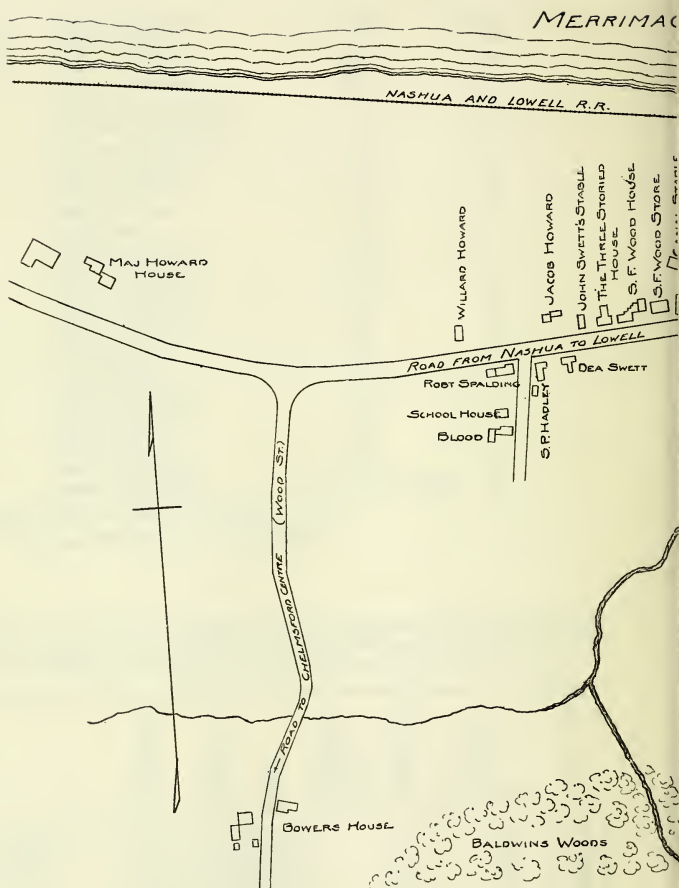 MERRIMAC
NASHUA AND LOWELL R.R.
MAJ HOWARD
HOUSE
WILLARD HOWARD
JACOB HOWARD
JOHN SWETT'S STABLE
THE THREE STORIED
HOUSE
S. F. WOOD HOUSE
S.F. WOOD STORE
ROAD FROM NASHUA TO LOWELL
ROBT SPALDING
DEA SWETT
SCHOOL HOUSE
BLOOD
S.P. HADLEY
← ROAD TO CHELMSFORD CENTRE (WOOD ST.)
BOWERS HOUSE
BALDWINS WOODS